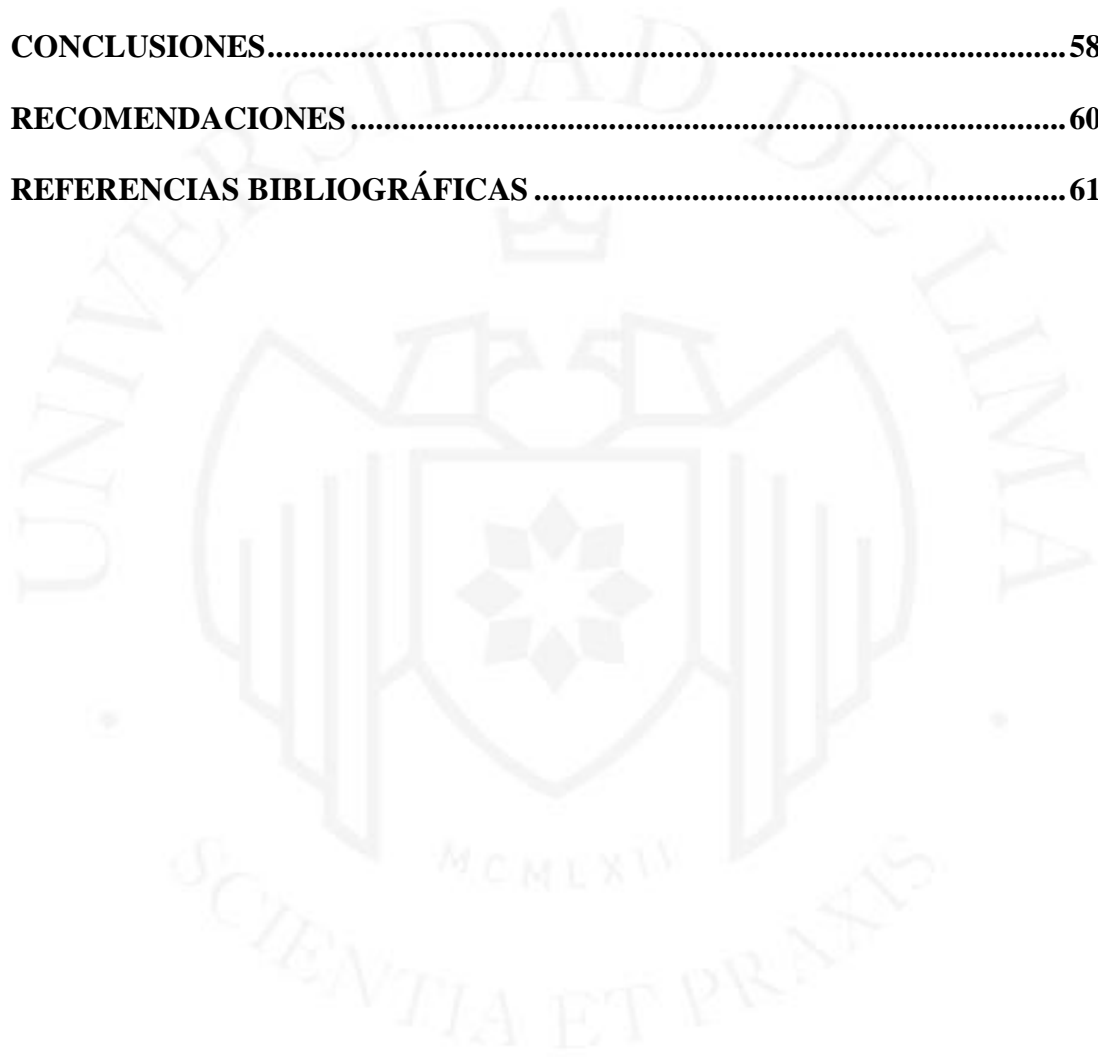 CONCLUSIONES....................................................................................................58
RECOMENDACIONES.........................................................................................60
REFERENCIAS BIBLIOGRÁFICAS..................................................................61
UNIVERSIDAD DE LIMA
MCMLXII
SCIENTIA ET PRAXIS